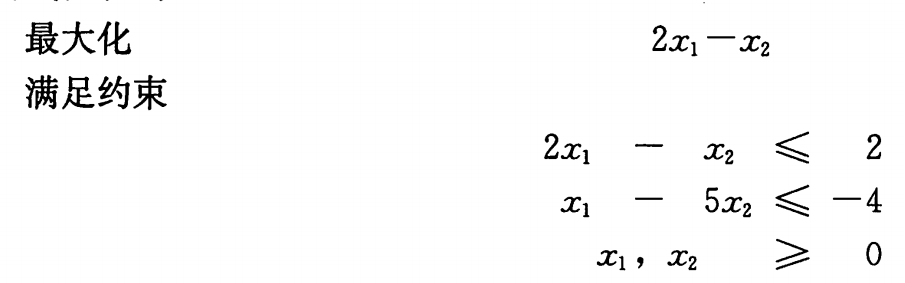 最大化 2x₁－x₂
满足约束
2x₁ － x₂ ⩽ 2
x₁ － 5x₂ ⩽ －4
x₁，x₂ ⩾ 0